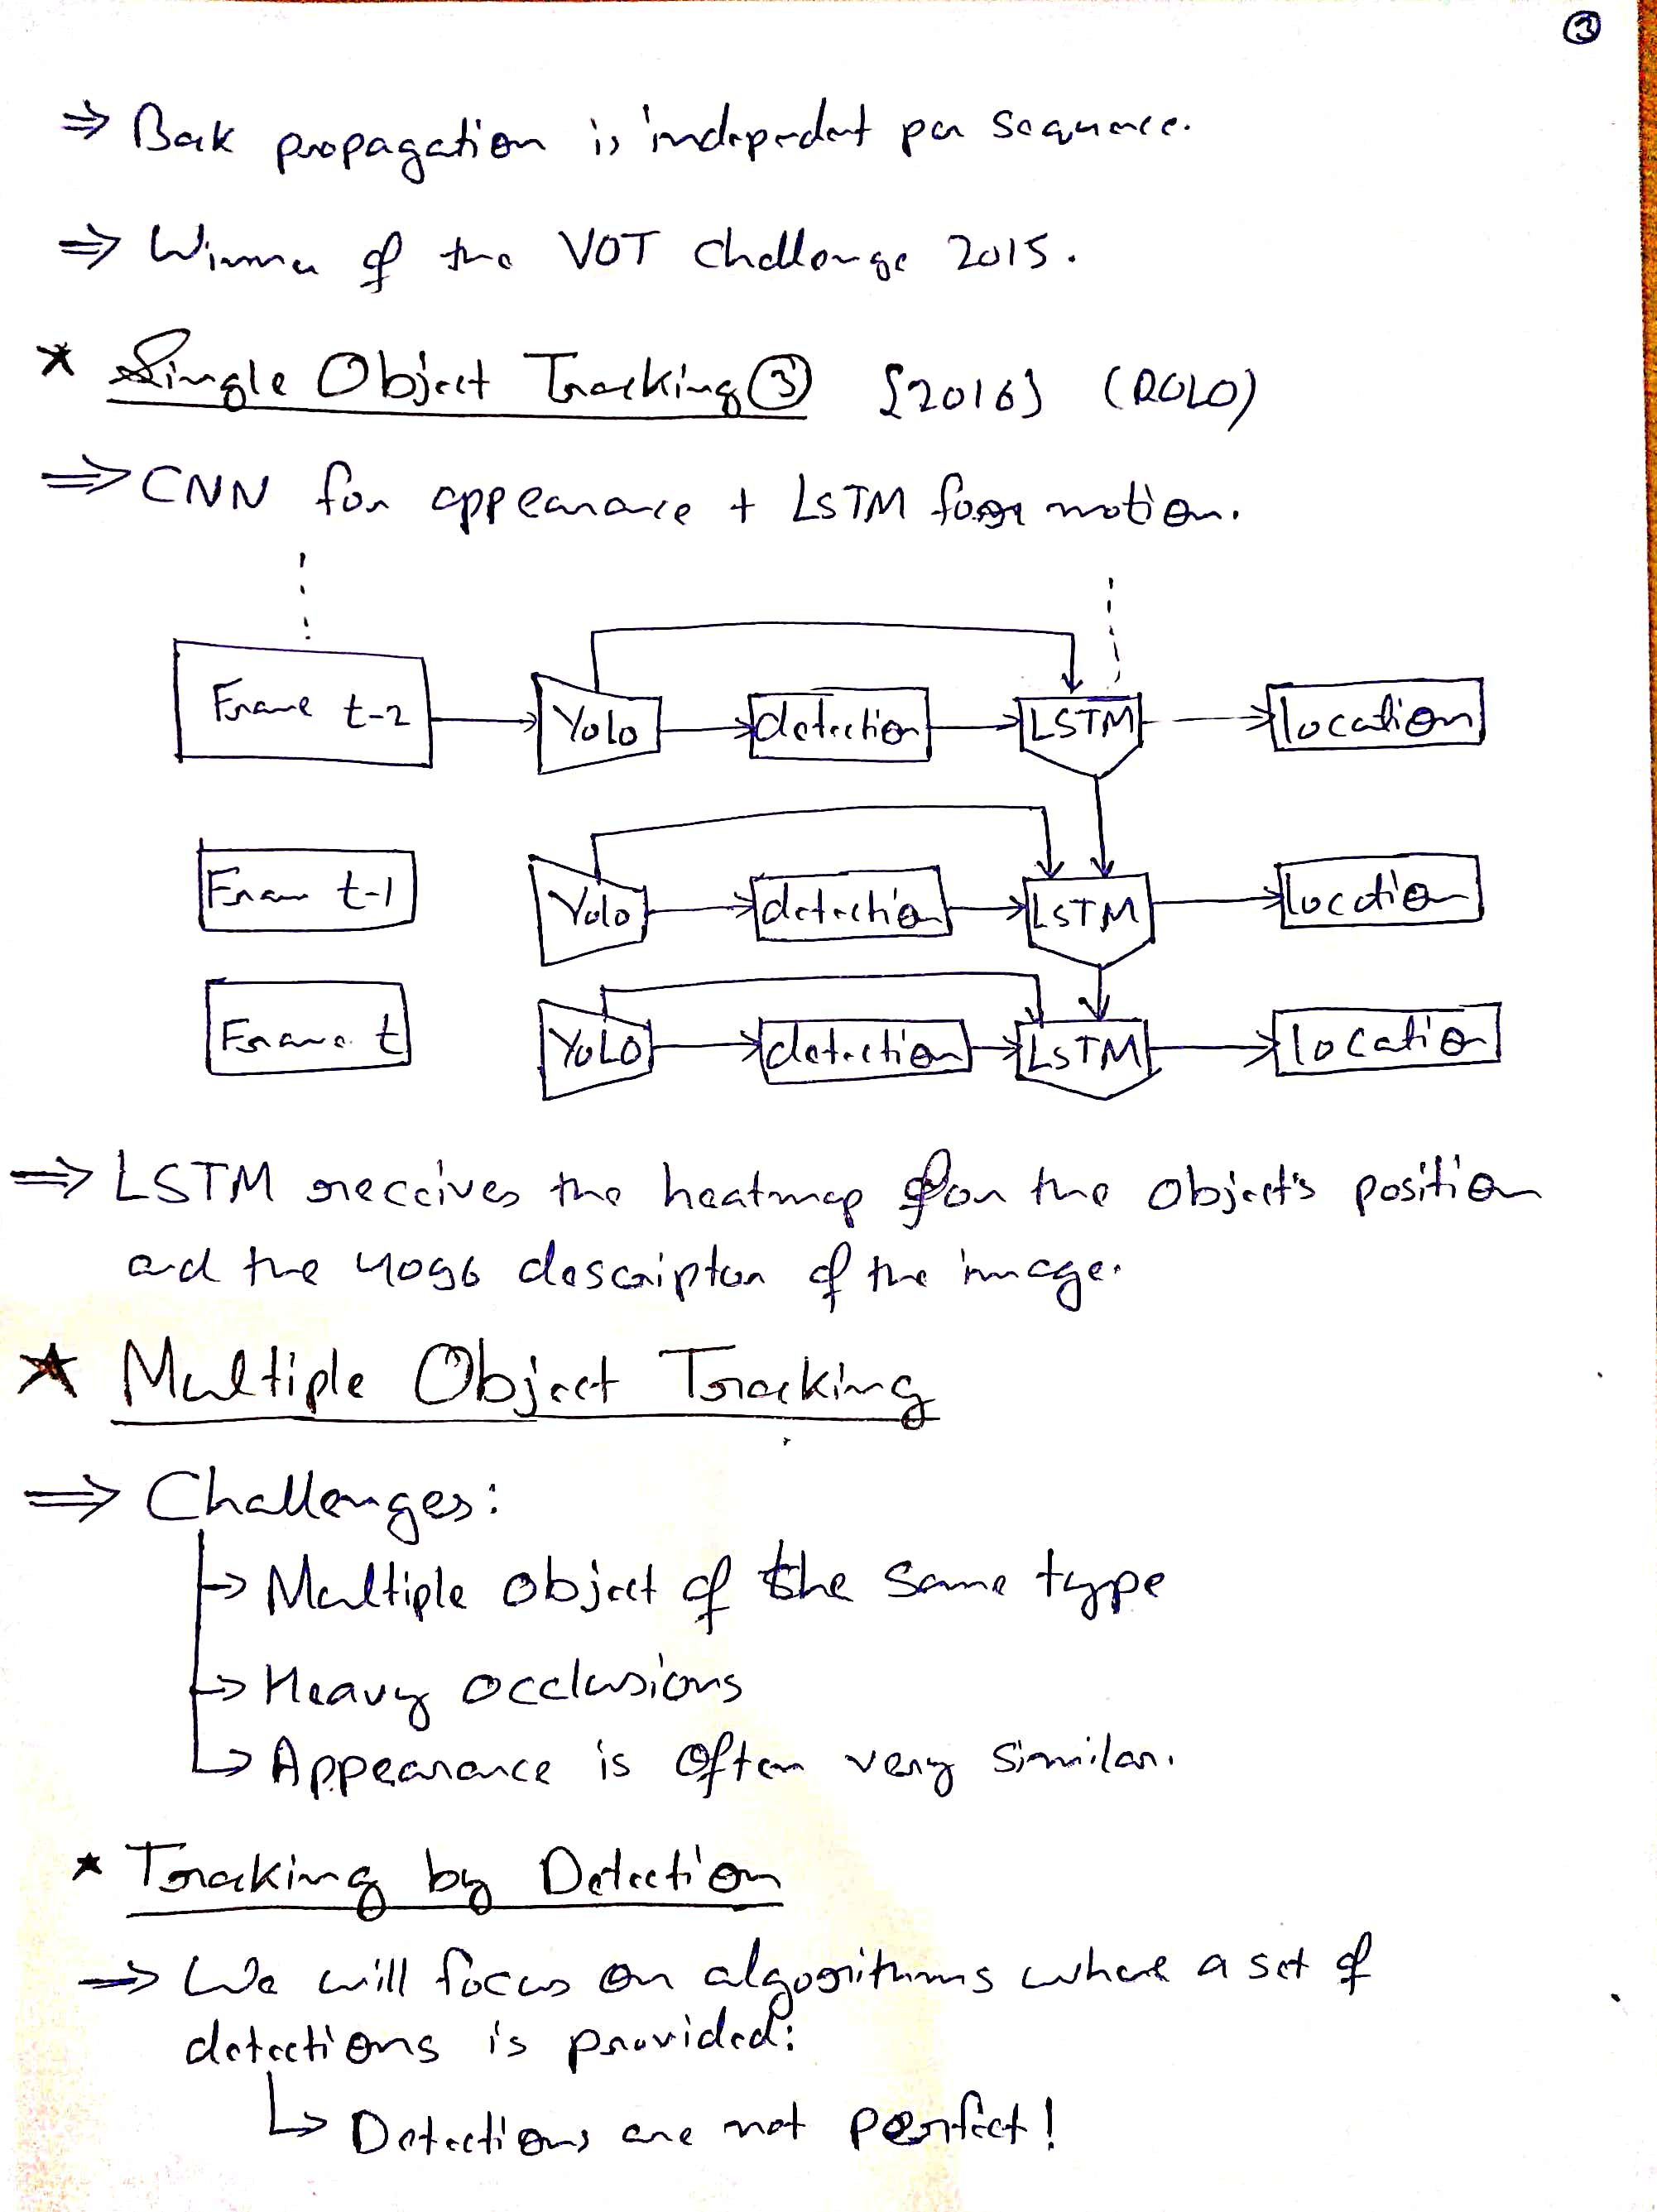 ③
⇒ Back propagation is independent per sequence.
⇒ Winner of the VOT challenge 2015.
* Single Object Tracking ③ {2016} (ROLO)
⇒ CNN for appearance + LSTM for motion.
Frame t-2 → Yolo → detection → LSTM → location
Fram t-1 Yolo → detection → LSTM → location
Frame t YOLO → detection → LSTM → location
⇒ LSTM receives the heatmap for the object's position
and the 4096 descriptor of the image.
* Multiple Object Tracking
⇒ Challenges:
↳ Multiple object of the same type
↳ Heavy occlusions
↳ Appearance is often very similar.
* Tracking by Detection
⇒ We will focus on algorithms where a set of
detections is provided:
↳ Detections are not perfect!